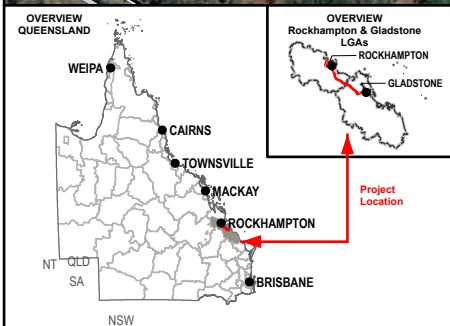 OVERVIEW
QUEENSLAND
WEIPA
CAIRNS
TOWNSVILLE
MACKAY
ROCKHAMPTON
BRISBANE
NT
QLD
SA
NSW
OVERVIEW
Rockhampton & Gladstone
LGAs
ROCKHAMPTON
GLADSTONE
Project
Location